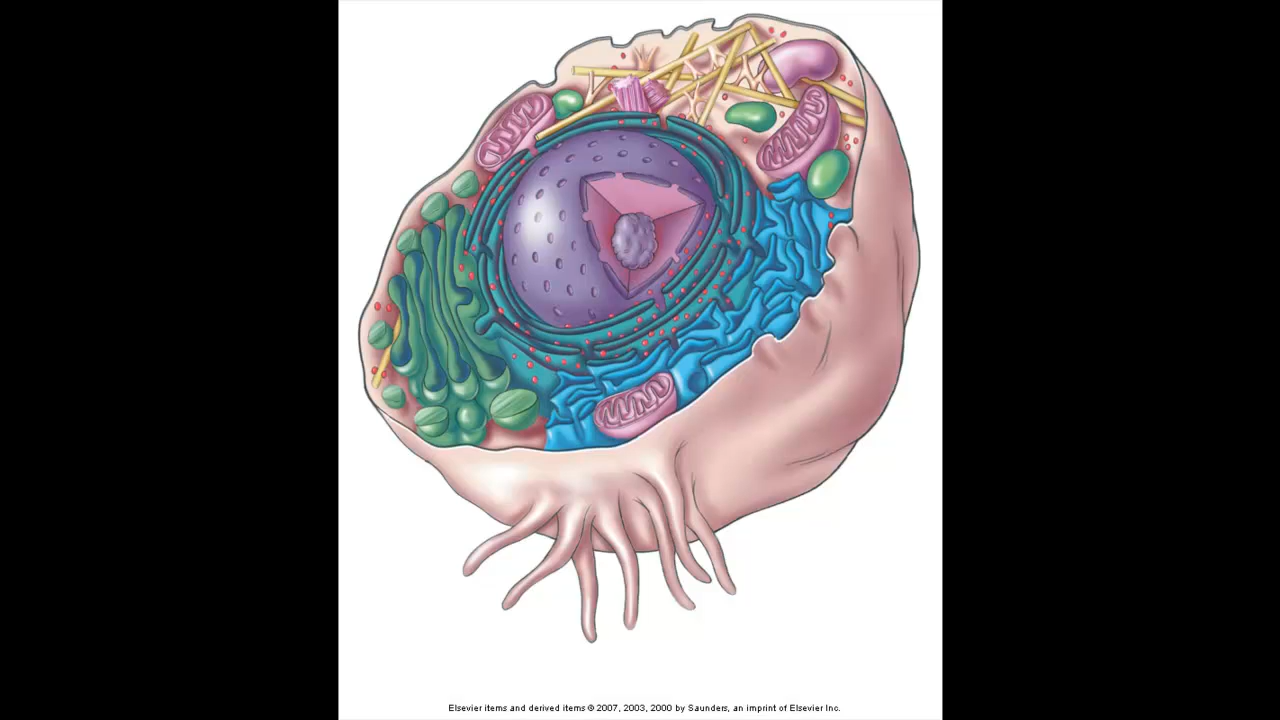 Elsevier items and derived items © 2007, 2003, 2000 by Saunders, an imprint of Elsevier Inc.